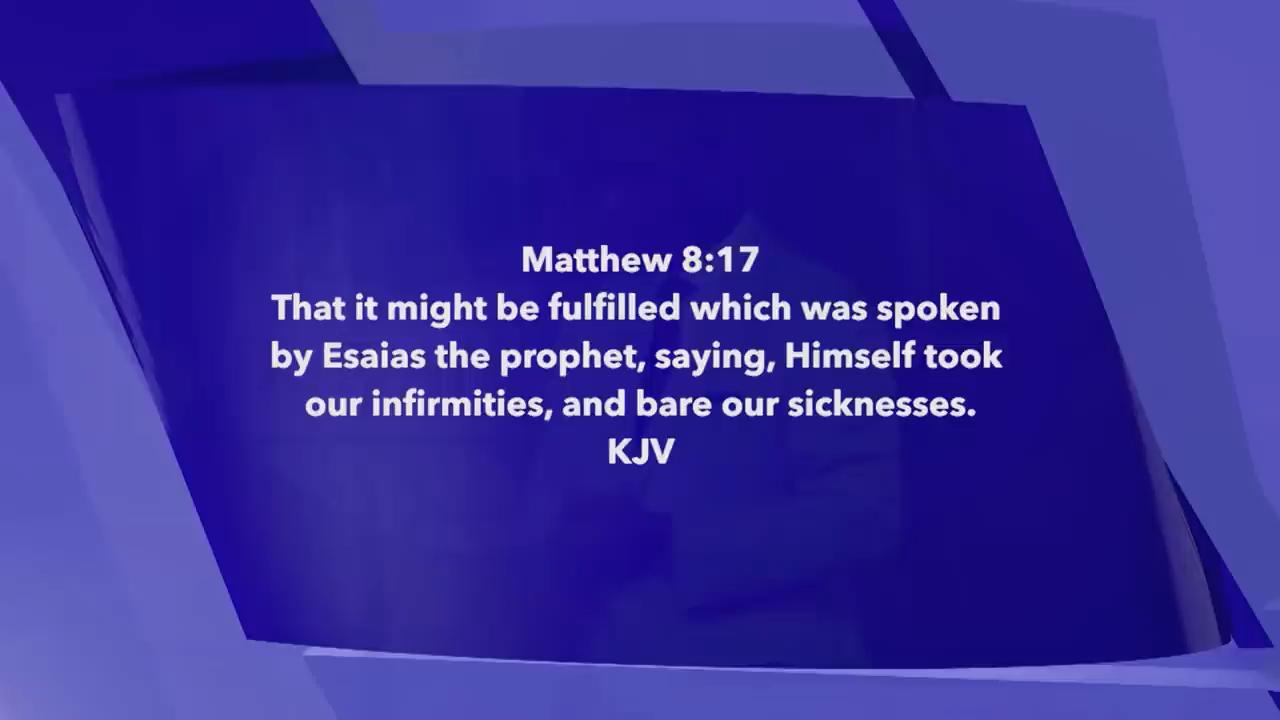 Matthew 8:17
That it might be fulfilled which was spoken
by Esaias the prophet, saying, Himself took
our infirmities, and bare our sicknesses.
KJV